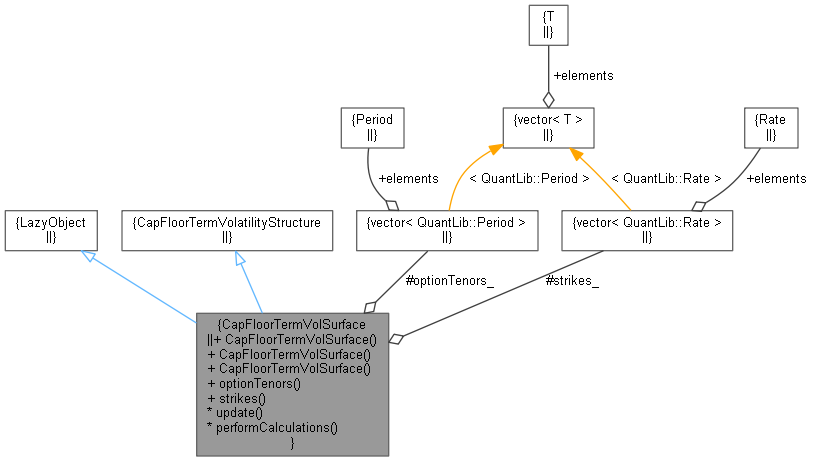 {T
||}
+elements
{Period
||}
{vector< T >
||}
{Rate
||}
+elements
< QuantLib::Period >
< QuantLib::Rate >
+elements
{LazyObject
||}
{CapFloorTermVolatilityStructure
||}
{vector< QuantLib::Period >
||}
{vector< QuantLib::Rate >
||}
#optionTenors_
#strikes_
{CapFloorTermVolSurface
||+ CapFloorTermVolSurface()
+ CapFloorTermVolSurface()
+ CapFloorTermVolSurface()
+ optionTenors()
+ strikes()
* update()
* performCalculations()
}